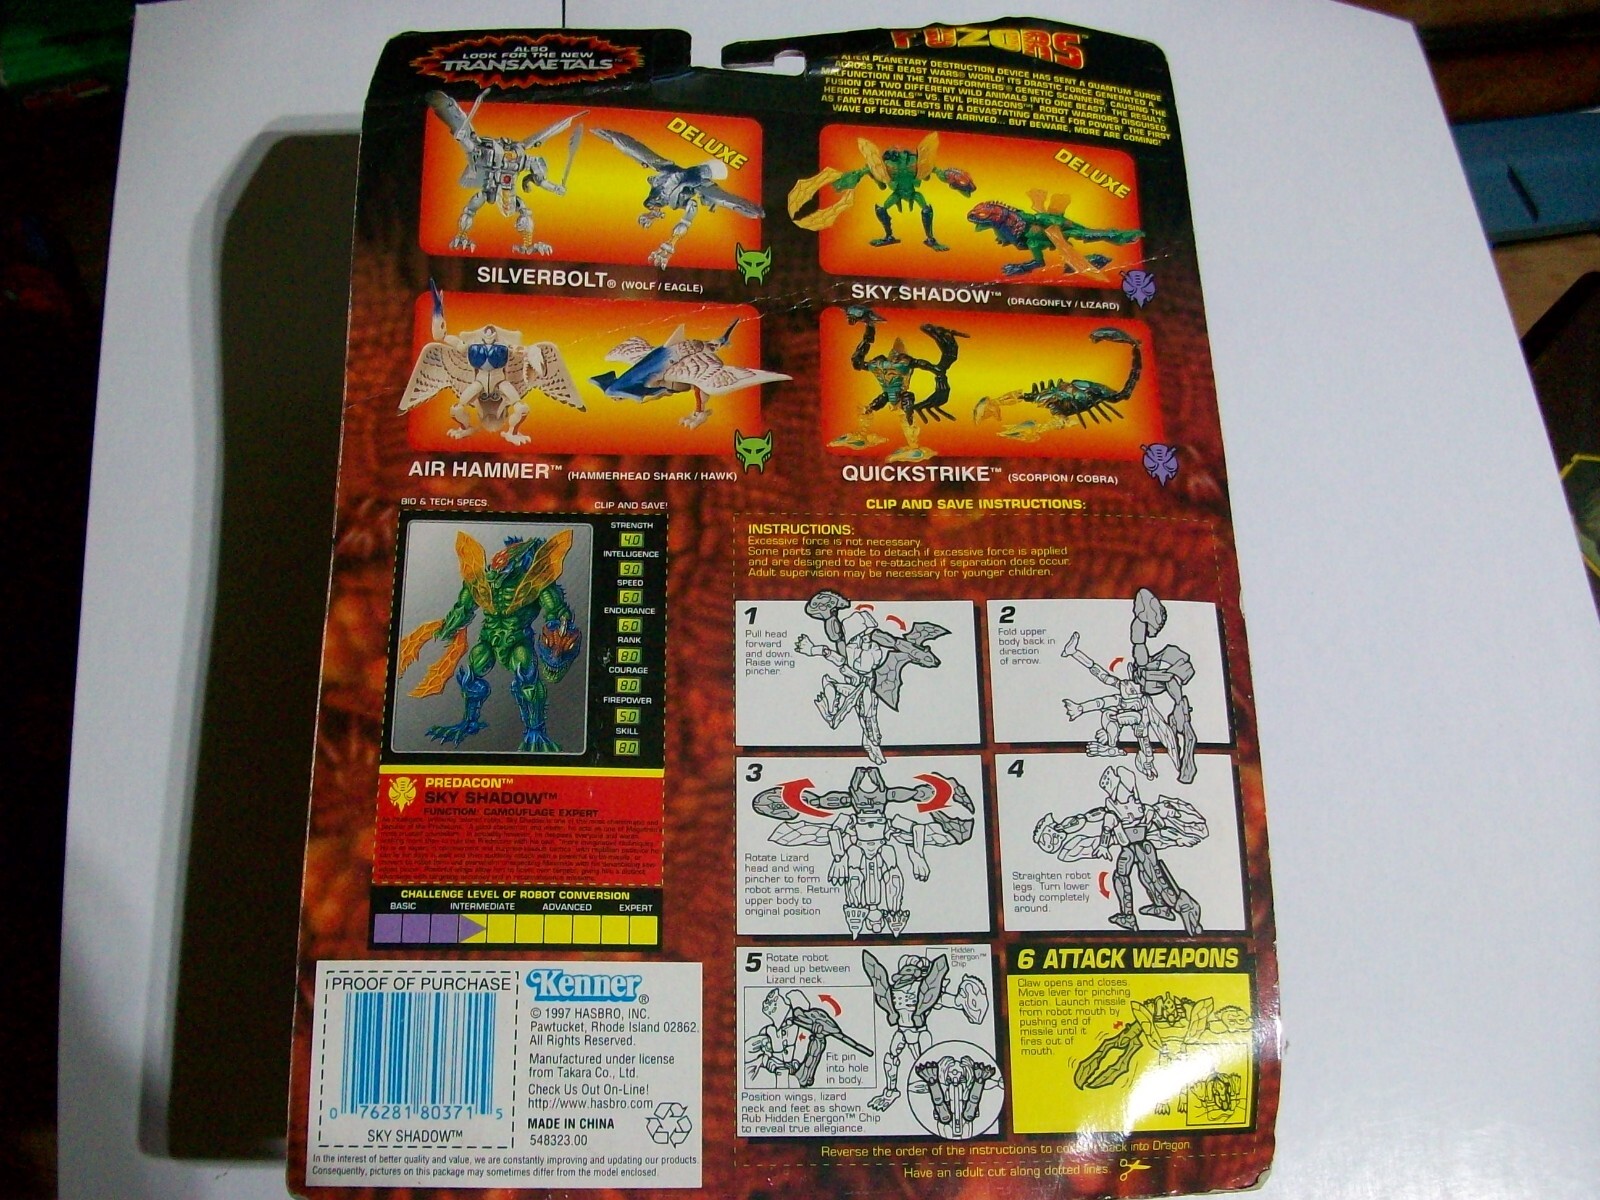 ALSO
LOOK FOR THE NEW
TRANSMETALS™
FUZORS™
ALIEN PLANETARY DESTRUCTION DEVICE HAS SENT A QUANTUM SURGE
ACROSS THE BEAST WARS® WORLD! ITS DRASTIC FORCE GENERATED A
MALFUNCTION IN THE TRANSFORMERS® GENETIC SCANNERS, CAUSING THE
FUSION OF TWO DIFFERENT WILD ANIMALS INTO ONE BEAST! THE RESULT:
HEROIC MAXIMALS™ VS. EVIL PREDACONS™, ROBOT WARRIORS DISGUISED
AS FANTASTICAL BEASTS IN A DEVASTATING BATTLE FOR POWER! THE FIRST
WAVE OF FUZORS™ HAVE ARRIVED... BUT BEWARE, MORE ARE COMING!
DELUXE
SILVERBOLT® (WOLF / EAGLE)
DELUXE
SKY SHADOW™ (DRAGONFLY / LIZARD)
AIR HAMMER™ (HAMMERHEAD SHARK / HAWK)
QUICKSTRIKE™ (SCORPION / COBRA)
BIO & TECH SPECS.
CLIP AND SAVE!
STRENGTH
4.0
INTELLIGENCE
9.0
SPEED
6.0
ENDURANCE
6.0
RANK
8.0
COURAGE
8.0
FIREPOWER
5.0
SKILL
8.0
PREDACON™
SKY SHADOW™
FUNCTION: CAMOUFLAGE EXPERT
CHALLENGE LEVEL OF ROBOT CONVERSION
BASIC INTERMEDIATE ADVANCED EXPERT
PROOF OF PURCHASE
0 76281 80371 5
SKY SHADOW™
Kenner®
© 1997 HASBRO, INC.
Pawtucket, Rhode Island 02862.
All Rights Reserved.
Manufactured under license
from Takara Co., Ltd.
Check Us Out On-Line!
http://www.hasbro.com
MADE IN CHINA
548323.00
In the interest of better quality and value, we are constantly improving and updating our products.
Consequently, pictures on this package may sometimes differ from the model enclosed.
CLIP AND SAVE INSTRUCTIONS:
INSTRUCTIONS:
Excessive force is not necessary.
Some parts are made to detach if excessive force is applied
and are designed to be re-attached if separation does occur.
Adult supervision may be necessary for younger children.
1
Pull head
forward
and down.
Raise wing
pincher.
2
Fold upper
body back in
direction
of arrow.
3
Rotate Lizard
head and wing
pincher to form
robot arms. Return
upper body to
original position
4
Straighten robot
legs. Turn lower
body completely
around.
5
Rotate robot
head up between
Lizard neck.
Hidden
Energon™
Chip
Fit pin
into hole
in body.
Position wings, lizard
neck and feet as shown.
Rub Hidden Energon™ Chip
to reveal true allegiance.
6 ATTACK WEAPONS
Claw opens and closes.
Move lever for pinching
action. Launch missile
from robot mouth by
pushing end of
missile until it
fires out of
mouth.
Reverse the order of the instructions to back into Dragon.
Have an adult cut along dotted lines.